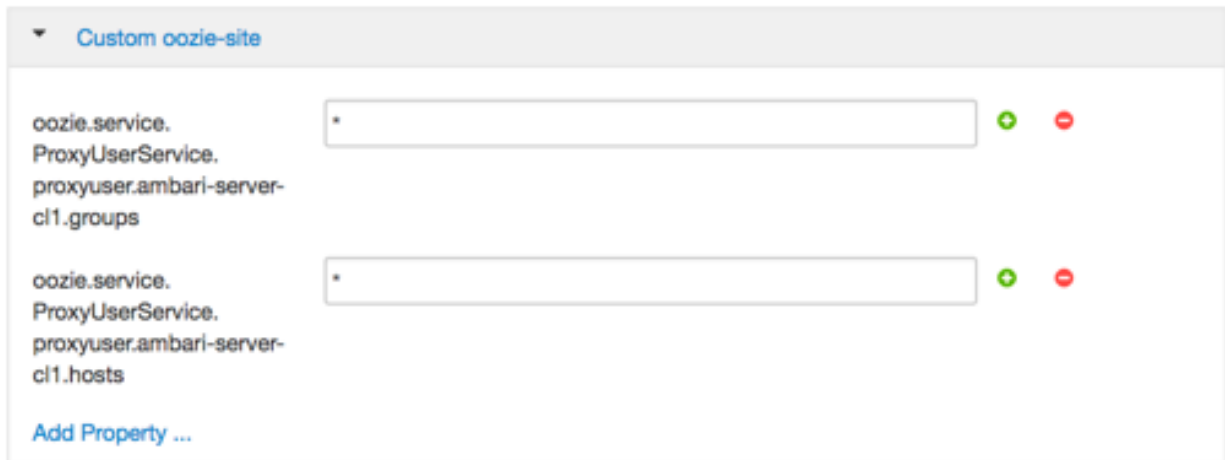 Custom oozie-site
oozie.service.
*
ProxyUserService.
proxyuser.ambari-server-
cl1.groups
oozie.service.
*
ProxyUserService.
proxyuser.ambari-server-
cl1.hosts
Add Property ...